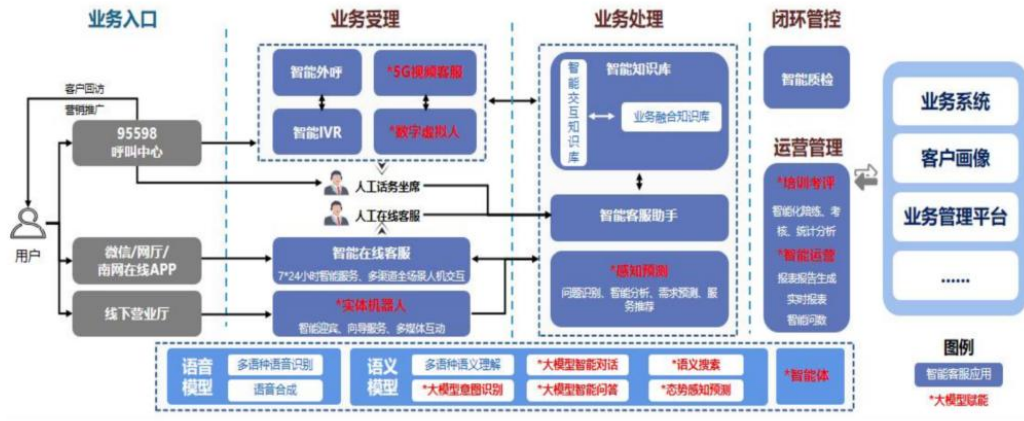 业务入口
业务受理
业务处理
闭环管控
客户回访
营销推广
95598
呼叫中心
用户
微信/网厅/
南网在线APP
线下营业厅
智能外呼
*5G视频客服
智能IVR
*数字虚拟人
人工话务坐席
人工在线客服
智能在线客服
7*24小时智能服务、多渠道全场景人机交互
*实体机器人
智能迎宾、向导服务、多媒体互动
智能知识库
智能交互知识库
业务融合知识库
智能客服助手
*感知预测
问题识别、智能分析、需求预测、服
务推荐
智能质检
运营管理
*培训考评
智能化陪练、考
核、统计分析
*智能运营
报表报告生成
实时报表
智能问数
业务系统
客户画像
业务管理平台
......
语音
模型
多语种语音识别
语音合成
语义
模型
多语种语义理解
*大模型智能对话
*语义搜素
*大模型意图识别
*大模型智能问答
*态势感知预测
*智能体
图例
智能客服应用
*大模型赋能